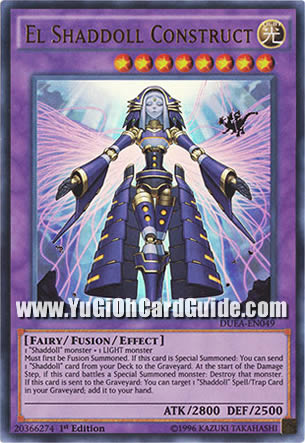 El Shaddoll Construct
光
www.YuGiOhCardGuide.com
DUEA-EN049
[Fairy/Fusion/Effect]
1 "Shaddoll" monster + 1 LIGHT monster
Must first be Fusion Summoned. If this card is Special Summoned: You can send
1 "Shaddoll" card from your Deck to the Graveyard. At the start of the Damage
Step, if this card battles a Special Summoned monster: Destroy that monster.
If this card is sent to the Graveyard: You can target 1 "Shaddoll" Spell/Trap Card
in your Graveyard; add it to your hand.
ATK/2800 DEF/2500
20366274 1st Edition ©1996 KAZUKI TAKAHASHI